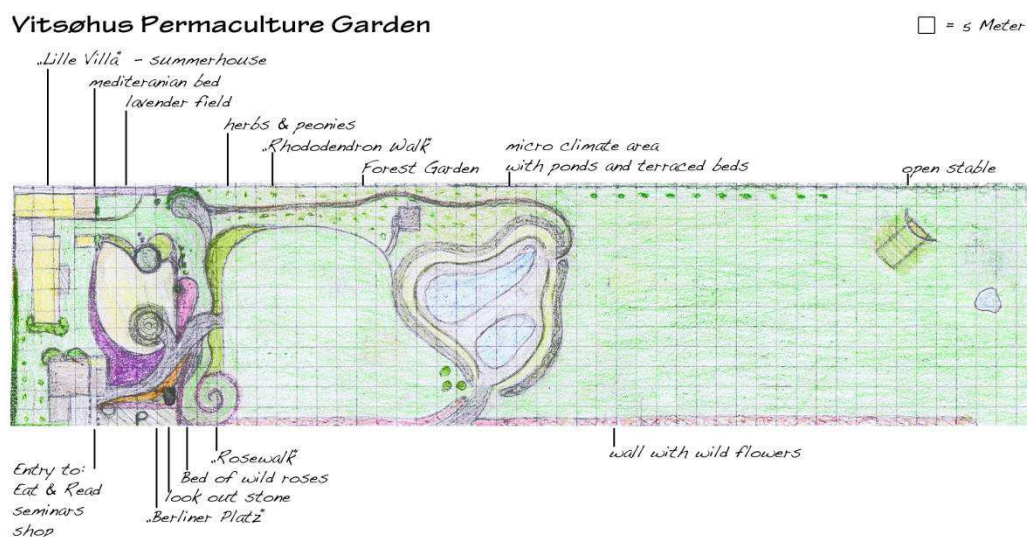 Vitsøhus Permaculture Garden
= 5 Meter
„Lille Villa" - summerhouse
mediteranian bed
lavender field
herbs & peonies
„Rhododendron Walk"
Forest Garden
micro climate area
with ponds and terraced beds
open stable
„Rosewalk"
Bed of wild roses
look out stone
„Berliner Platz"
wall with wild flowers
Entry to:
Eat & Read
seminars
shop